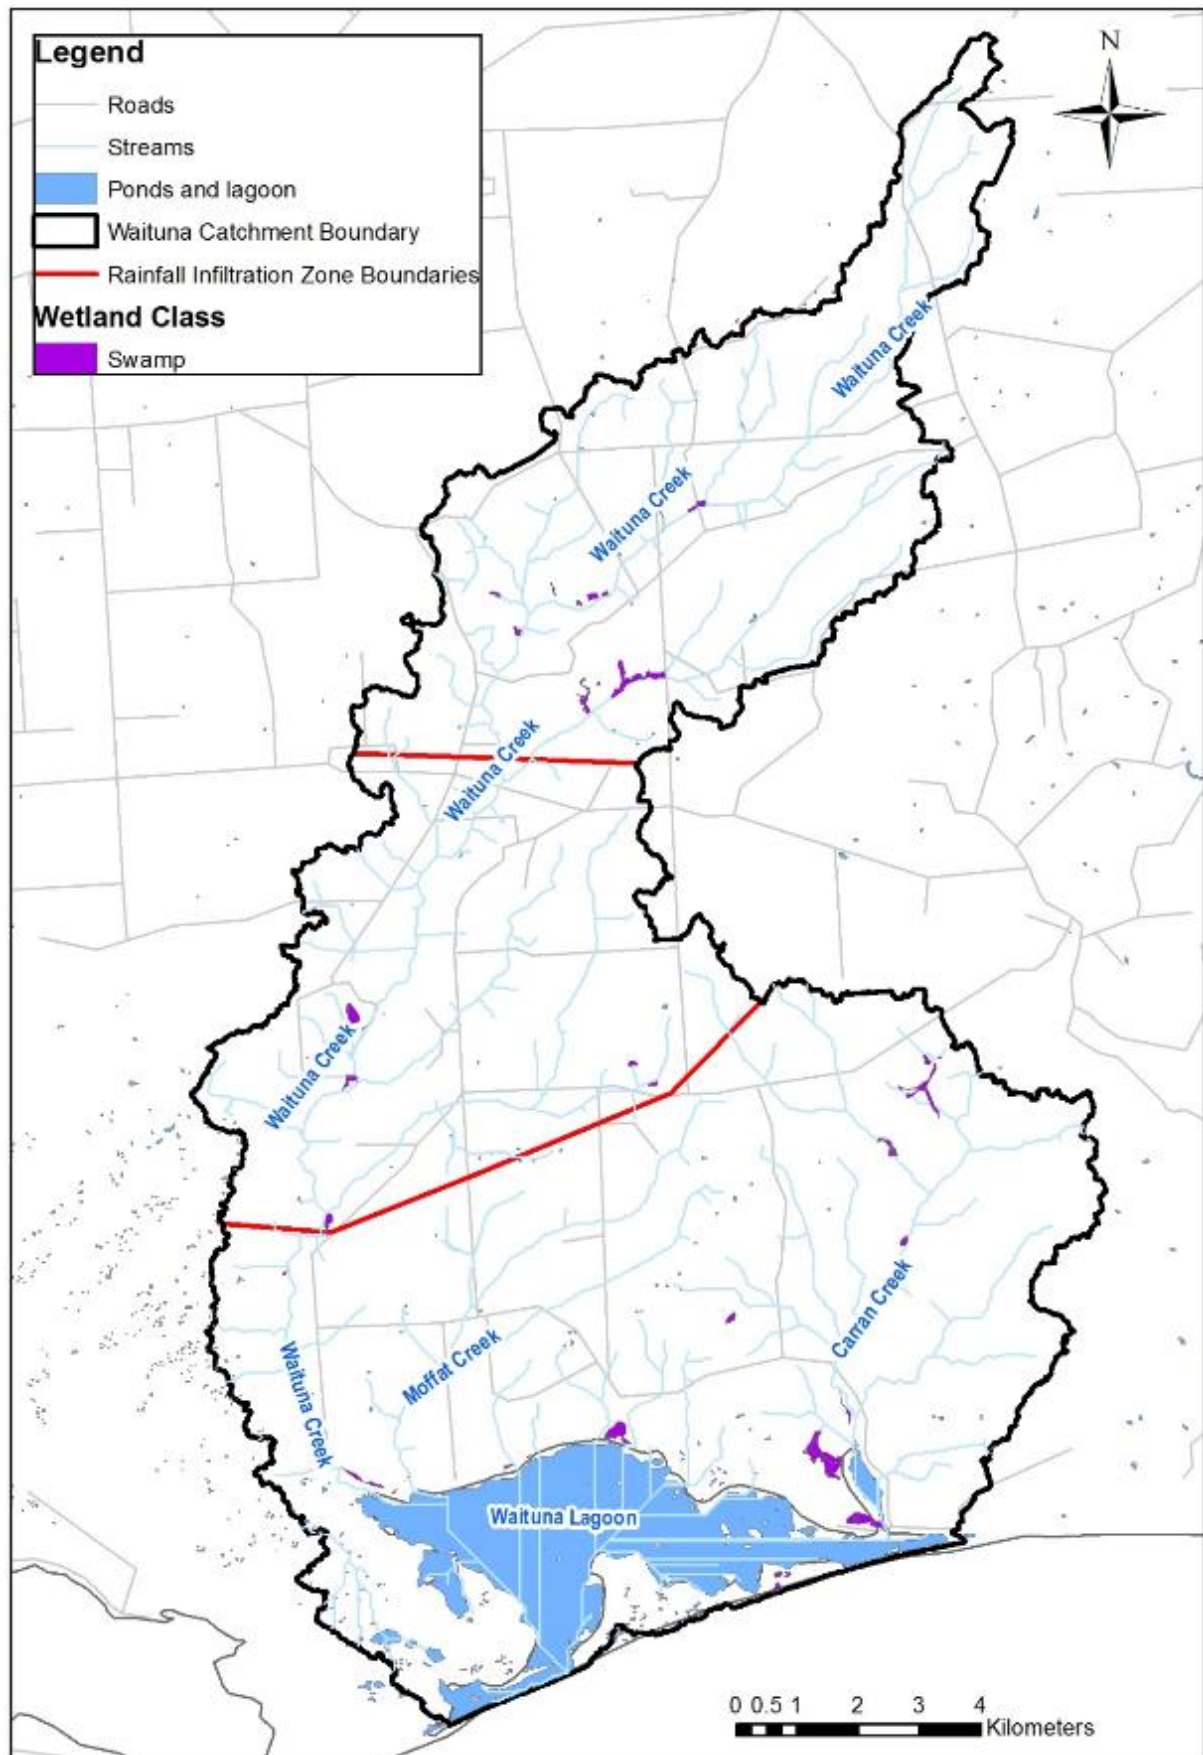 Legend
Roads
Streams
Ponds and lagoon
Waituna Catchment Boundary
Rainfall Infiltration Zone Boundaries
Wetland Class
Swamp
N
Waituna Creek
Waituna Creek
Waituna Creek
Waituna Creek
Carran Creek
Waituna Creek
Moffat Creek
Waituna Lagoon
0 0.5 1 2 3 4
Kilometers